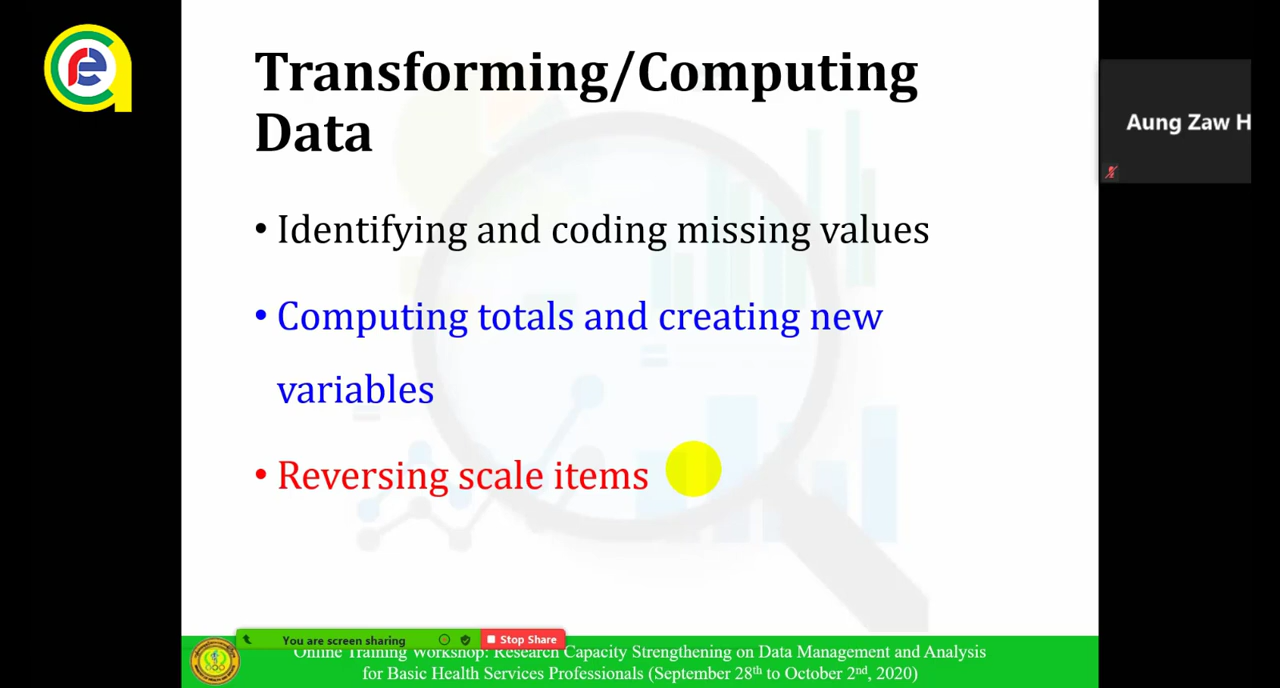 Transforming/Computing
Data
• Identifying and coding missing values
• Computing totals and creating new
variables
• Reversing scale items
Aung Zaw H
You are screen sharing
Stop Share
Online Training Workshop: Research Capacity Strengthening on Data Management and Analysis
for Basic Health Services Professionals (September 28th to October 2nd, 2020)